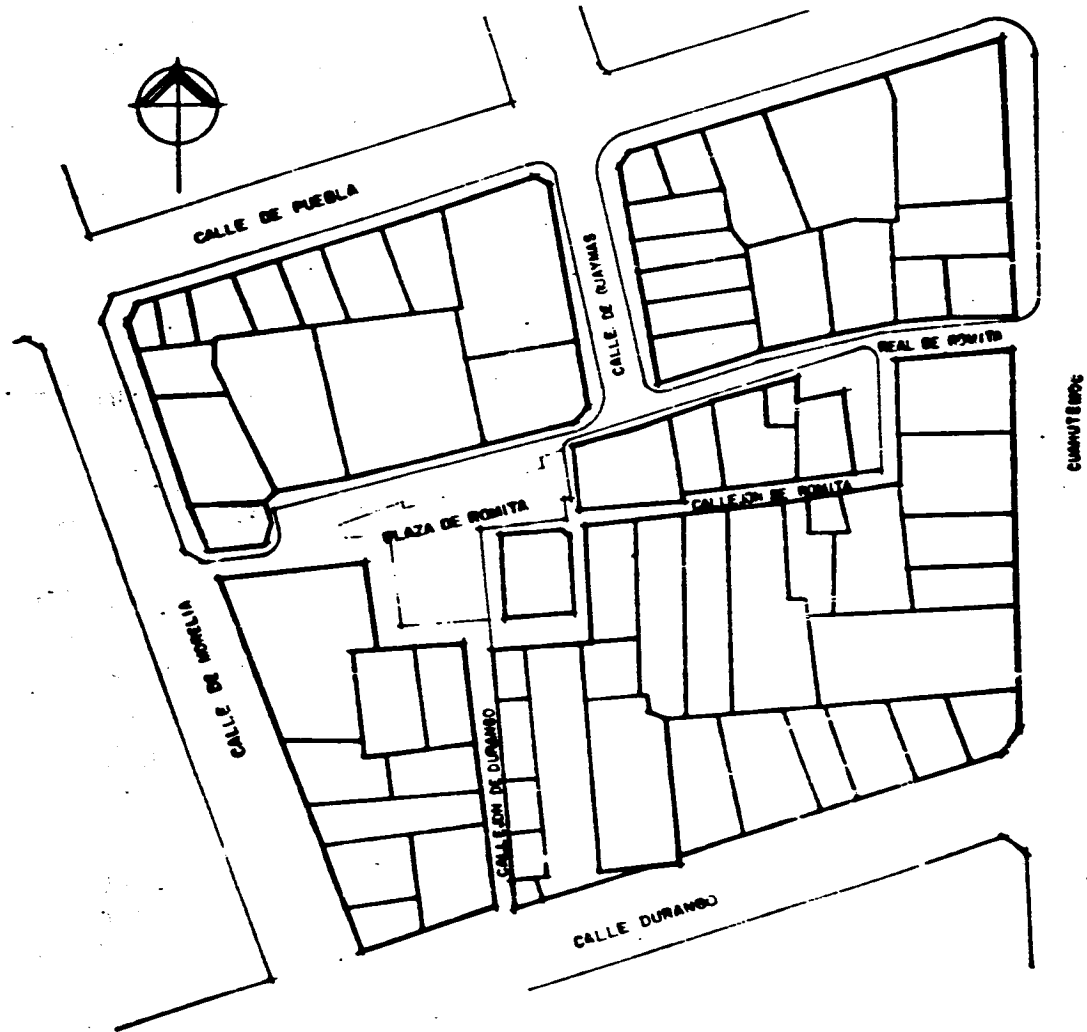 CALLE DE PUEBLA
CALLE DE GUAYMAS
REAL DE ROMITA
CUAHUTEMOC
CALLEJON DE ROMITA
PLAZA DE ROMITA
CALLE DE MORELIA
CALLEJON DE DURANGO
CALLE DURANGO